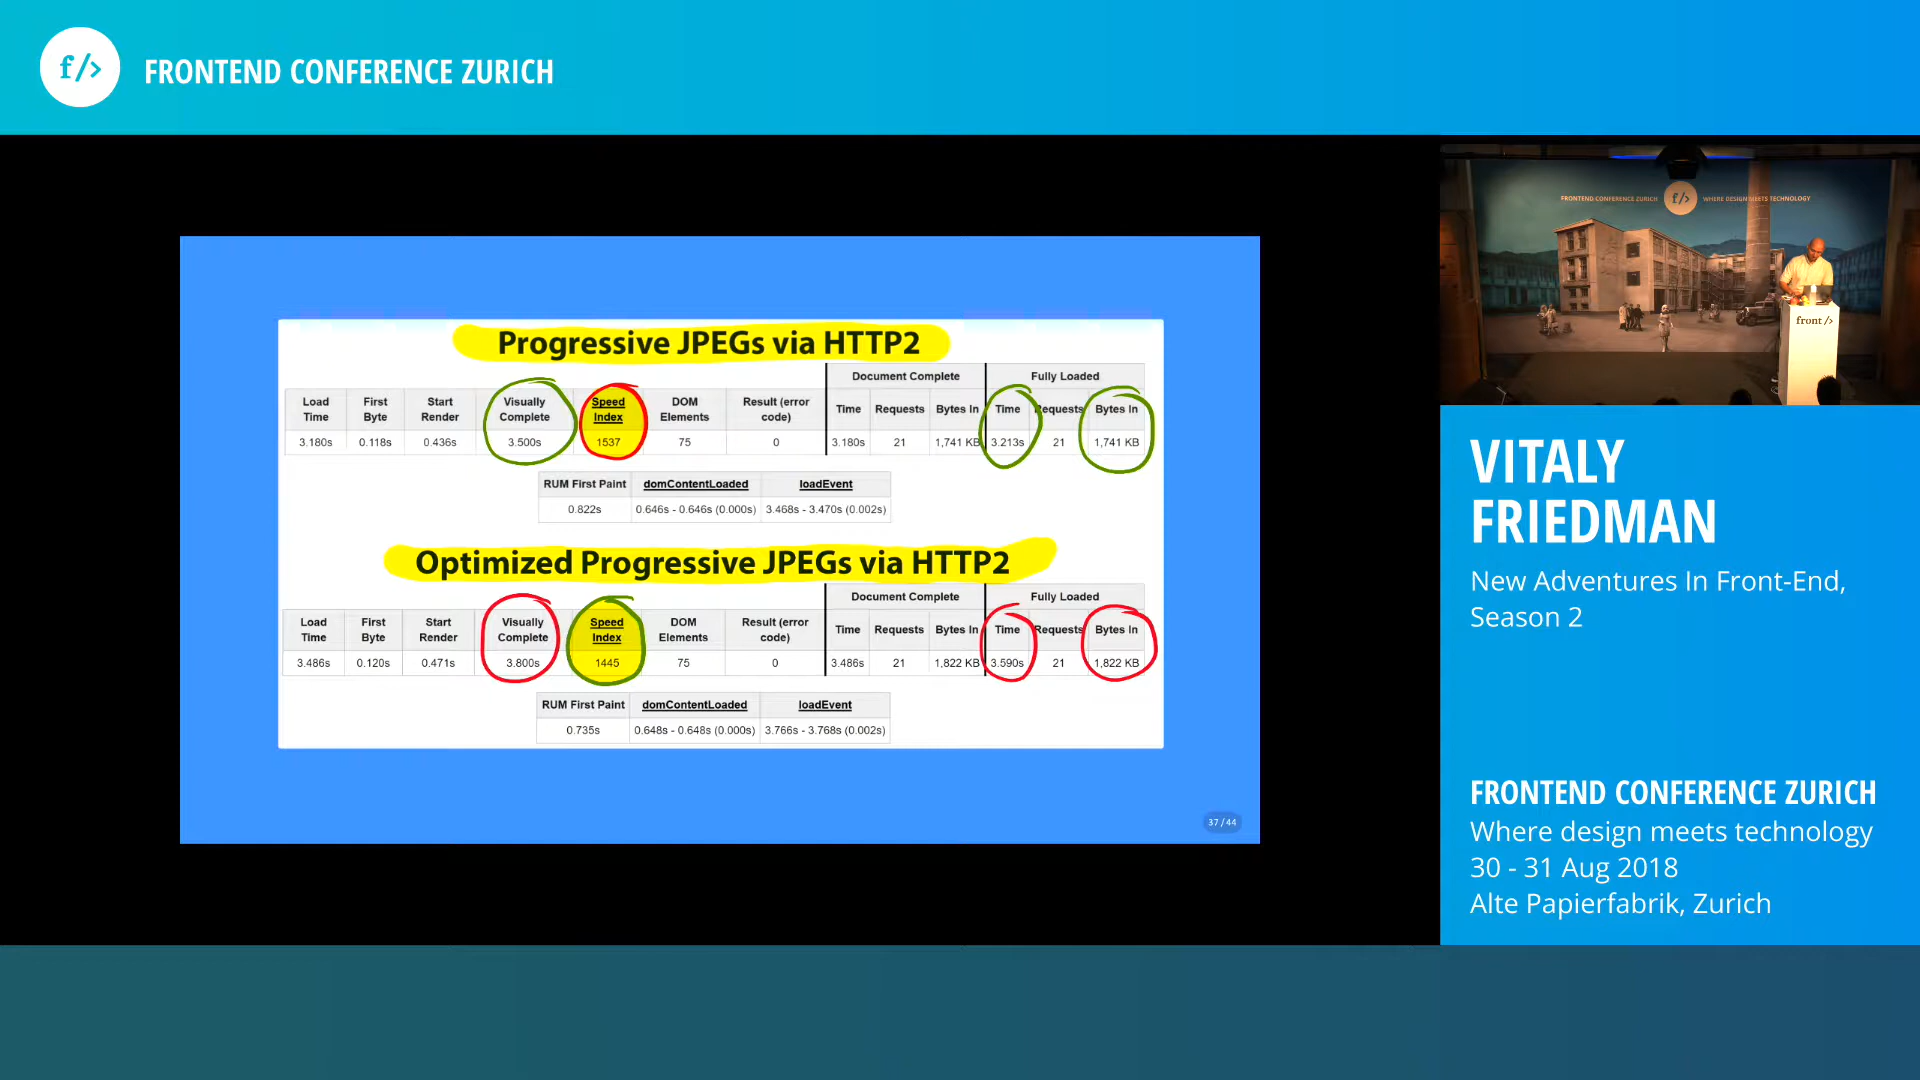 f/>
FRONTEND CONFERENCE ZURICH
FRONTEND CONFERENCE ZURICH f/> WHERE DESIGN MEETS TECHNOLOGY
front />
Progressive JPEGs via HTTP2
Document Complete Fully Loaded
Load Time First Byte Start Render Visually Complete Speed Index DOM Elements Result (error code) Time Requests Bytes In Time Requests Bytes In
3.180s 0.118s 0.436s 3.500s 1537 75 0 3.180s 21 1,741 KB 3.213s 21 1,741 KB
RUM First Paint domContentLoaded loadEvent
0.822s 0.646s - 0.646s (0.000s) 3.468s - 3.470s (0.002s)
Optimized Progressive JPEGs via HTTP2
Document Complete Fully Loaded
Load Time First Byte Start Render Visually Complete Speed Index DOM Elements Result (error code) Time Requests Bytes In Time Requests Bytes In
3.486s 0.120s 0.471s 3.800s 1445 75 0 3.486s 21 1,822 KB 3.590s 21 1,822 KB
RUM First Paint domContentLoaded loadEvent
0.735s 0.648s - 0.648s (0.000s) 3.766s - 3.768s (0.002s)
37/44
VITALY
FRIEDMAN
New Adventures In Front-End,
Season 2
FRONTEND CONFERENCE ZURICH
Where design meets technology
30 - 31 Aug 2018
Alte Papierfabrik, Zurich